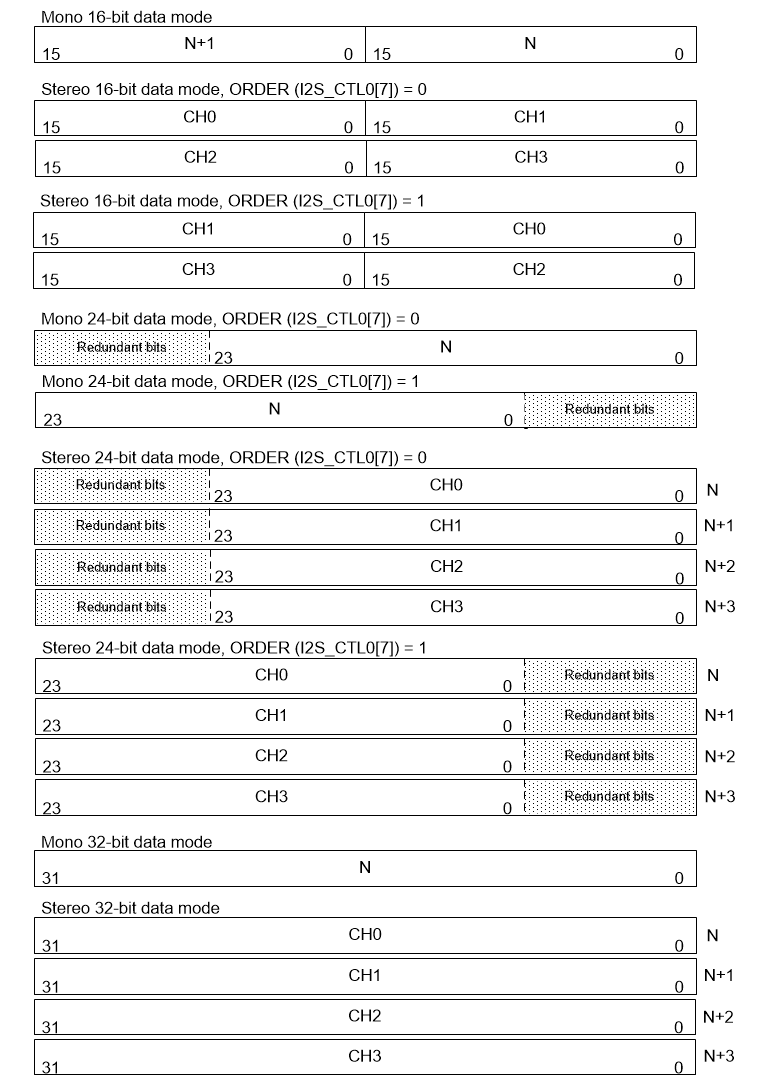 Mono 16-bit data mode
15 N+1 0 15 N 0
Stereo 16-bit data mode, ORDER (I2S_CTL0[7]) = 0
15 CH0 0 15 CH1 0
15 CH2 0 15 CH3 0
Stereo 16-bit data mode, ORDER (I2S_CTL0[7]) = 1
15 CH1 0 15 CH0 0
15 CH3 0 15 CH2 0
Mono 24-bit data mode, ORDER (I2S_CTL0[7]) = 0
Redundant bits 23 N 0
Mono 24-bit data mode, ORDER (I2S_CTL0[7]) = 1
23 N 0 Redundant bits
Stereo 24-bit data mode, ORDER (I2S_CTL0[7]) = 0
Redundant bits 23 CH0 0 N
Redundant bits 23 CH1 0 N+1
Redundant bits 23 CH2 0 N+2
Redundant bits 23 CH3 0 N+3
Stereo 24-bit data mode, ORDER (I2S_CTL0[7]) = 1
23 CH0 0 Redundant bits N
23 CH1 0 Redundant bits N+1
23 CH2 0 Redundant bits N+2
23 CH3 0 Redundant bits N+3
Mono 32-bit data mode
31 N 0
Stereo 32-bit data mode
31 CH0 0 N
31 CH1 0 N+1
31 CH2 0 N+2
31 CH3 0 N+3